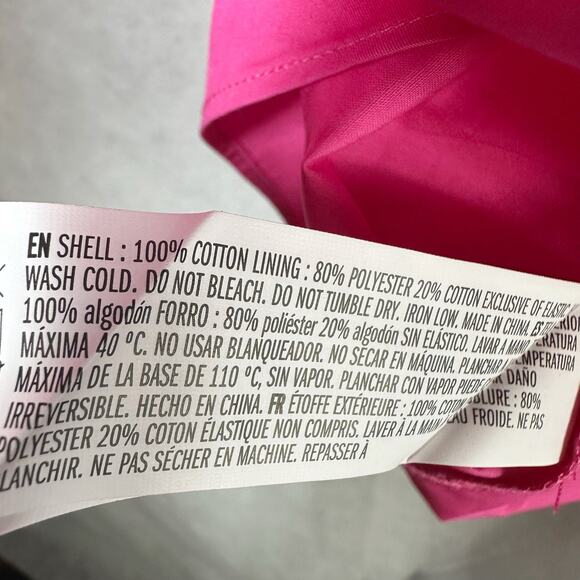 EN SHELL : 100% COTTON LINING : 80% POLYESTER 20% COTTON EXCLUSIVE OF ELASTIC
WASH COLD. DO NOT BLEACH. DO NOT TUMBLE DRY. IRON LOW. MADE IN CHINA. ES
100% algodón FORRO : 80% poliéster 20% algodón SIN ELÁSTICO. LAVAR A MANO
MÁXIMA 40 ºC. NO USAR BLANQUEADOR. NO SECAR EN MÁQUINA. PLANCHAR TEMPERATURA
MÁXIMA DE LA BASE DE 110 ºC, SIN VAPOR. PLANCHAR CON VAPOR DAÑO
IRREVERSIBLE. HECHO EN CHINA. FR ÉTOFFE EXTÉRIEURE : 100% : 80%
POLYESTER 20% COTON ÉLASTIQUE NON COMPRIS. LAVER À LA MAIN EAU FROIDE. NE PAS
LANCHIR. NE PAS SÉCHER EN MACHINE. REPASSER À